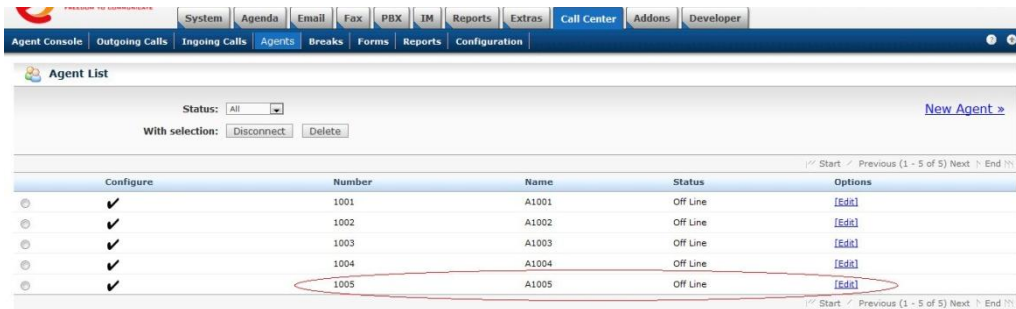 FREEDOM TO COMMUNICATE
System Agenda Email Fax PBX IM Reports Extras Call Center Addons Developer
Agent Console Outgoing Calls Ingoing Calls Agents Breaks Forms Reports Configuration
Agent List
Status: All
New Agent »
With selection: Disconnect Delete
Start Previous (1 - 5 of 5) Next End
Configure Number Name Status Options
1001 A1001 Off Line [Edit]
1002 A1002 Off Line [Edit]
1003 A1003 Off Line [Edit]
1004 A1004 Off Line [Edit]
1005 A1005 Off Line [Edit]
Start Previous (1 - 5 of 5) Next End